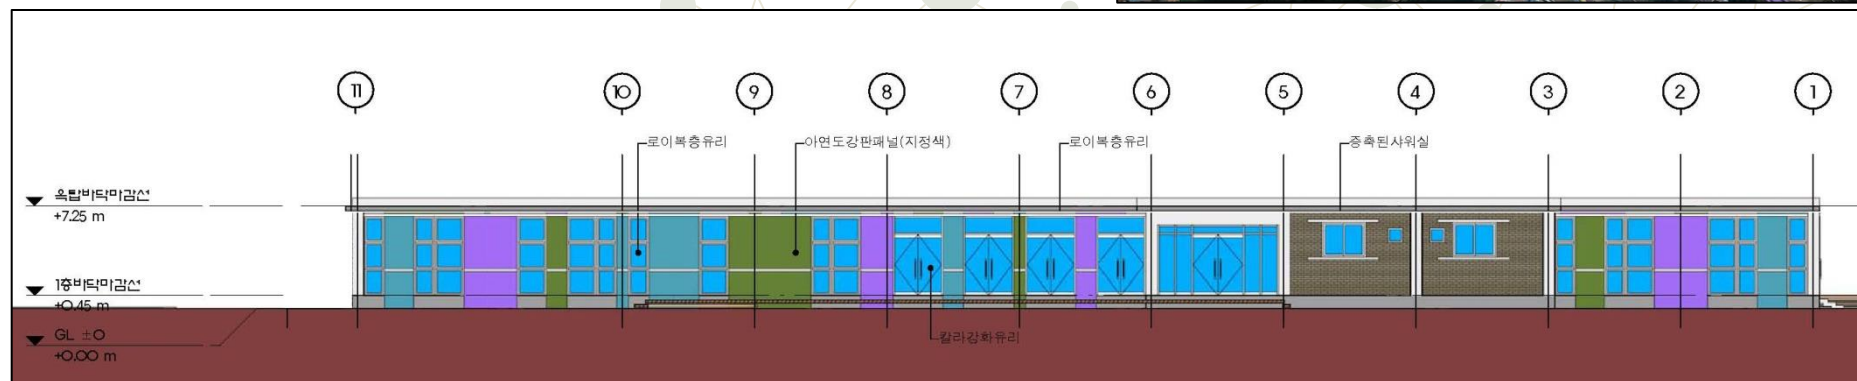 11 10 9 8 7 6 5 4 3 2 1
로이복층유리 아연도강판패널(지정색) 로이복층유리 증축된샤워실
옥탑바닥마감선
+7.25 m
1층바닥마감선
+0.45 m
GL ±0
+0.00 m
칼라강화유리